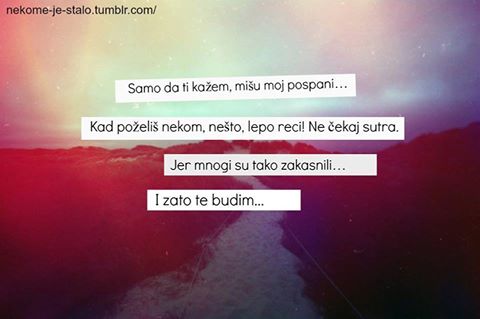 nekome-je-stalo.tumblr.com/
Samo da ti kažem, mišu moj pospani...
Kad poželiš nekom, nešto, lepo reci! Ne čekaj sutra.
Jer mnogi su tako zakasnili...
I zato te budim...